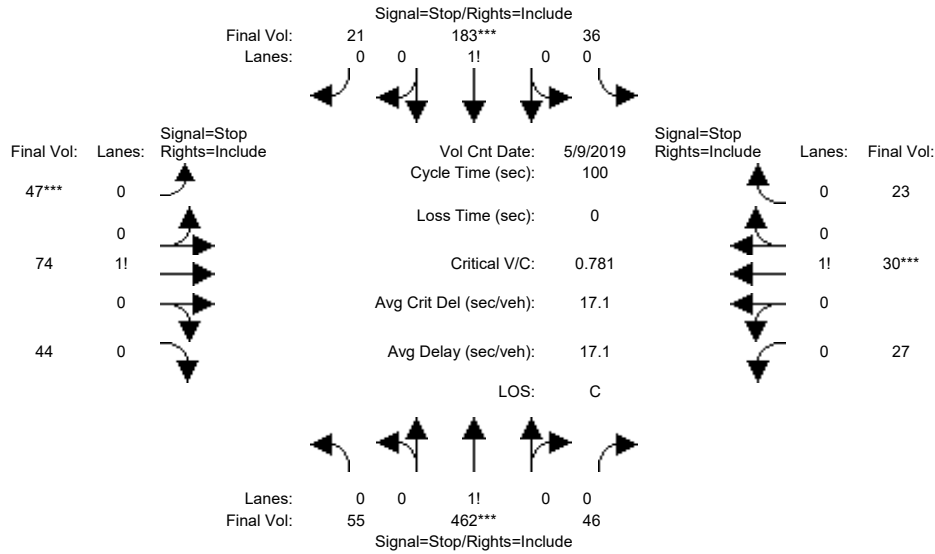 Signal=Stop/Rights=Include
Final Vol: 21 183*** 36
Lanes: 0 0 1! 0 0
Signal=Stop Signal=Stop
Final Vol: Lanes: Rights=Include Vol Cnt Date: 5/9/2019 Rights=Include Lanes: Final Vol:
Cycle Time (sec): 100
47*** 0 0 23
Loss Time (sec): 0
0 0
74 1! Critical V/C: 0.781 1! 30***
0 Avg Crit Del (sec/veh): 17.1 0
44 0 Avg Delay (sec/veh): 17.1 0 27
LOS: C
Lanes: 0 0 1! 0 0
Final Vol: 55 462*** 46
Signal=Stop/Rights=Include